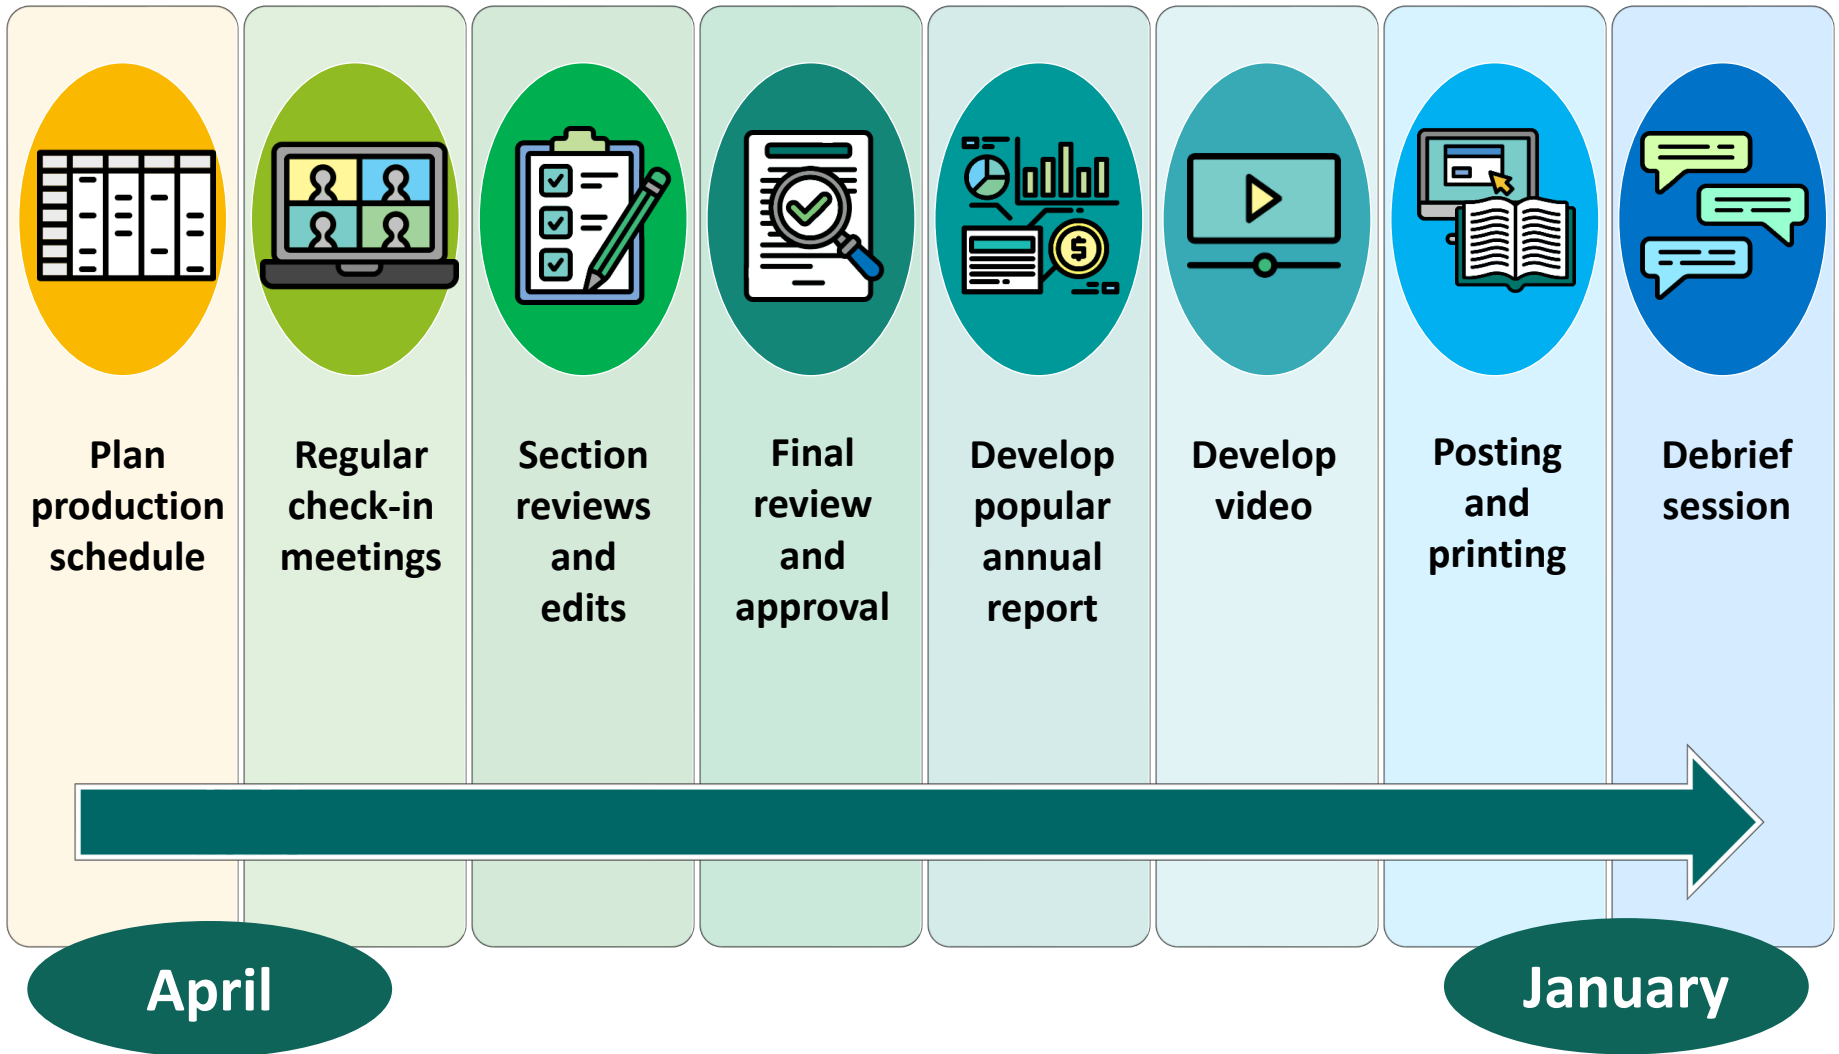 Plan
production
schedule
Regular
check-in
meetings
Section
reviews
and
edits
Final
review
and
approval
$
Develop
popular
annual
report
Develop
video
Posting
and
printing
Debrief
session
April
January